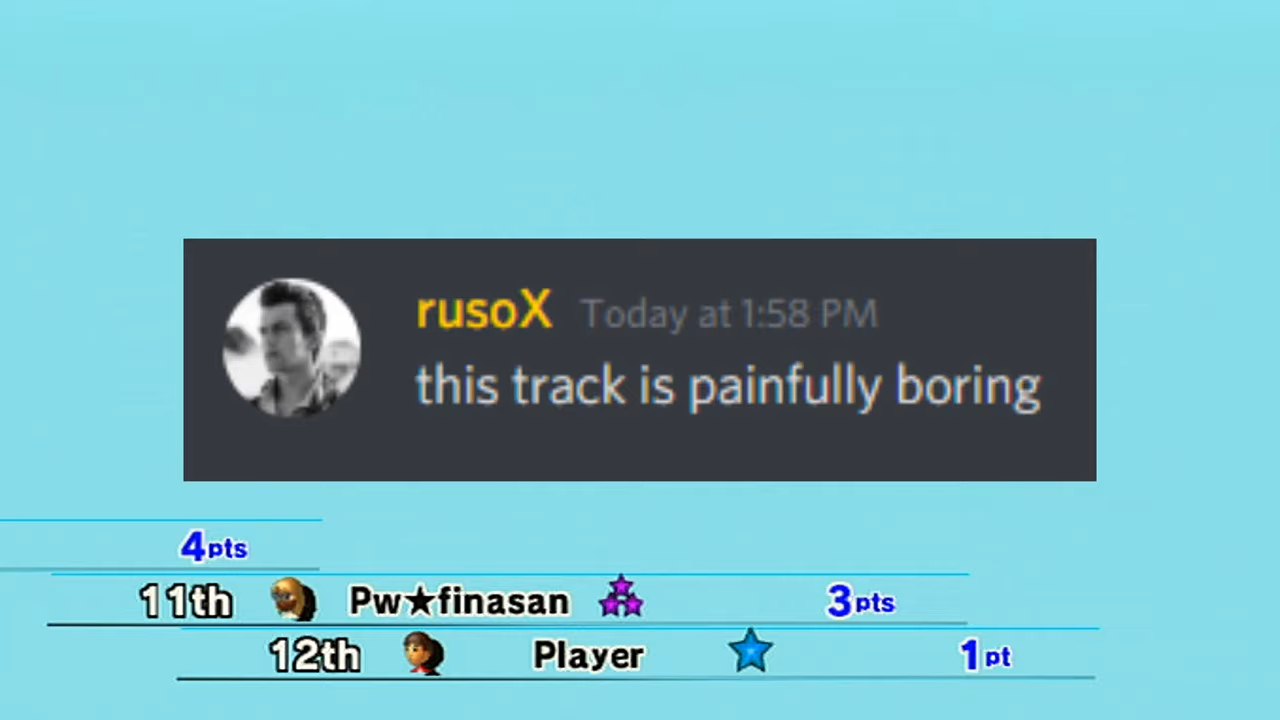 rusoX Today at 1:58 PM
this track is painfully boring
4pts
11th Pw★finasan 3pts
12th Player 1pt